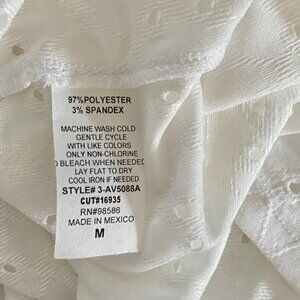 97%POLYESTER
3% SPANDEX
MACHINE WASH COLD
GENTLE CYCLE
WITH LIKE COLORS
ONLY NON-CHLORINE
BLEACH WHEN NEEDED
LAY FLAT TO DRY
COOL IRON IF NEEDED
STYLE# 3-AV5088A
CUT#16935
RN#98586
MADE IN MEXICO
M